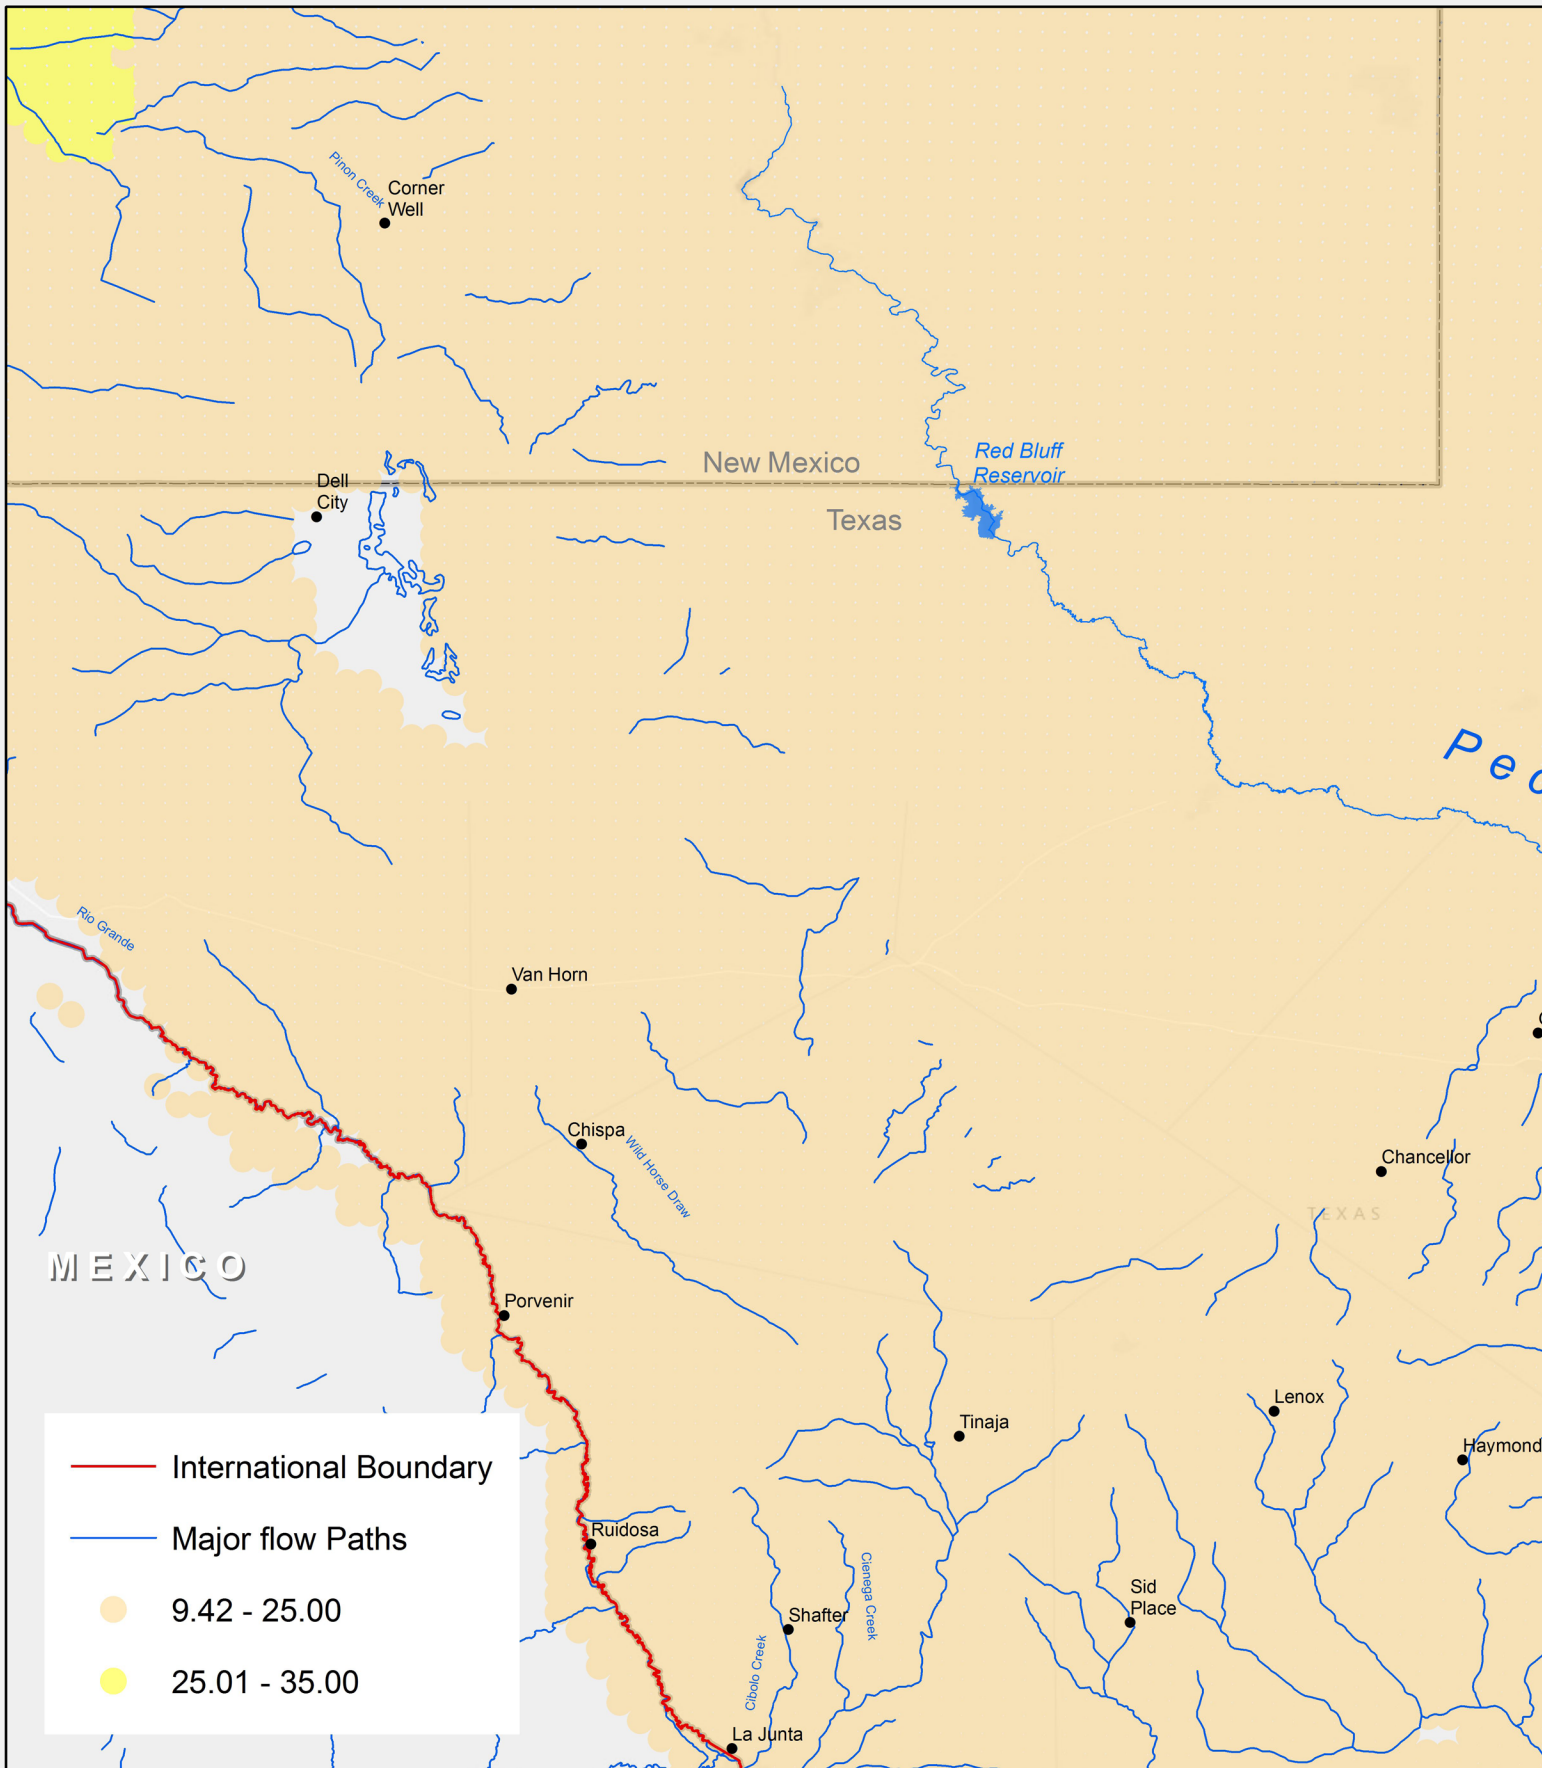 Pinon Creek
Corner
Well
New Mexico
Red Bluff
Reservoir
Dell
City
Texas
Pec
Rio Grande
Van Horn
Chispa
Wild Horse Draw
Chancellor
TEXAS
MEXICO
Porvenir
Lenox
Tinaja
Haymond
International Boundary
Major flow Paths
Ruidosa
Cienega Creek
Sid
Place
9.42 - 25.00
Shafter
Cibolo Creek
25.01 - 35.00
La Junta